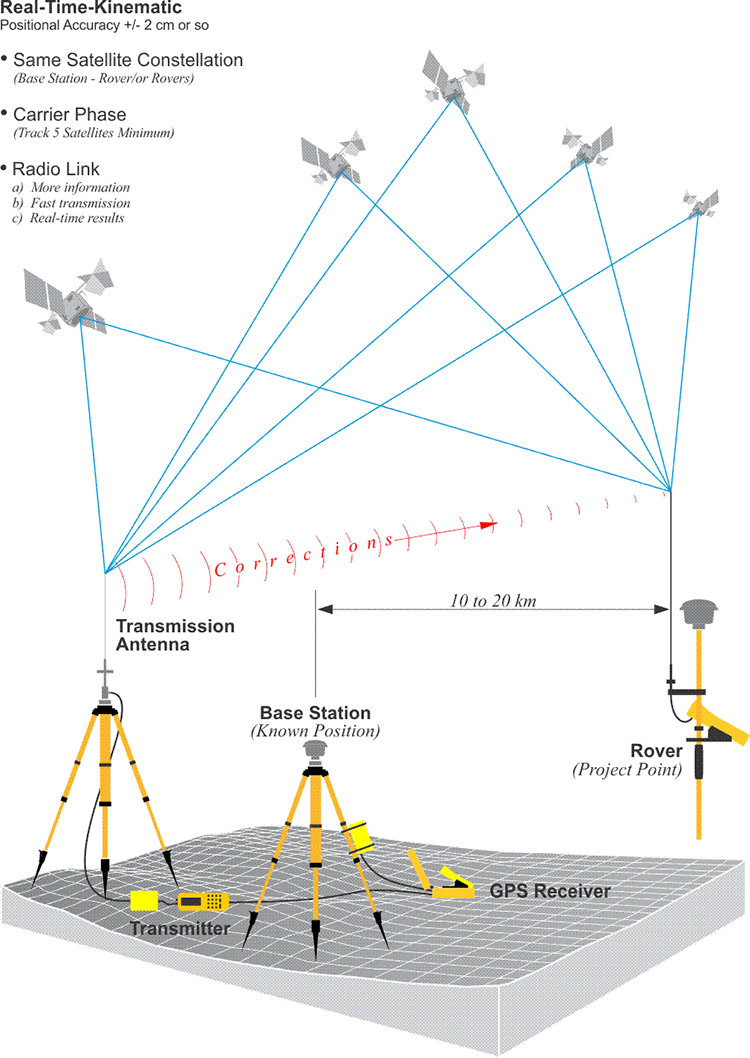 Real-Time-Kinematic
Positional Accuracy +/- 2 cm or so
• Same Satellite Constellation
(Base Station - Rover/or Rovers)
• Carrier Phase
(Track 5 Satellites Minimum)
• Radio Link
a) More information
b) Fast transmission
c) Real-time results
Corrections
10 to 20 km
Transmission
Antenna
Base Station
(Known Position)
Rover
(Project Point)
GPS Receiver
Transmitter